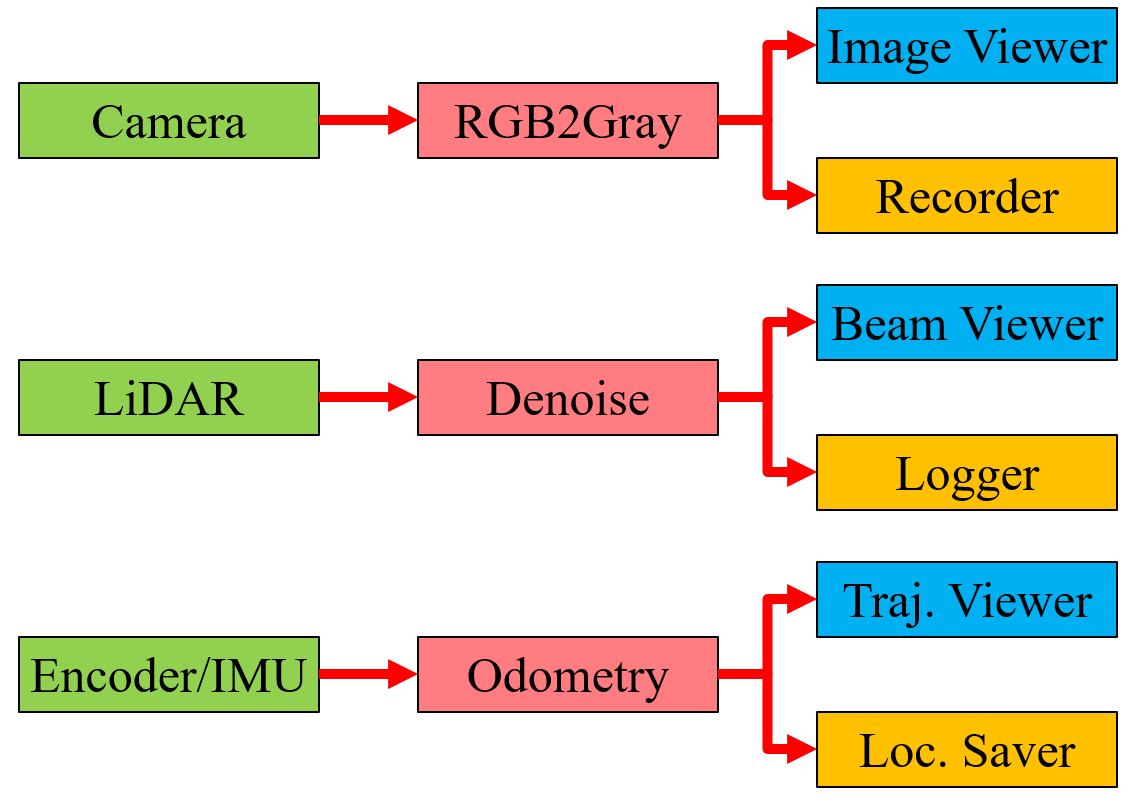 Image Viewer
Camera
RGB2Gray
Recorder
Beam Viewer
LiDAR
Denoise
Logger
Traj. Viewer
Encoder/IMU
Odometry
Loc. Saver